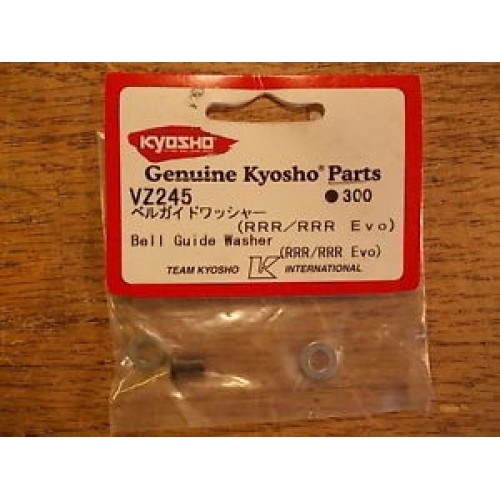 KYOSHO
Genuine Kyosho® Parts
VZ245 ●300
ベルガイドワッシャー
(RRR/RRR Evo)
Bell Guide Washer
(RRR/RRR Evo)
TEAM KYOSHO K INTERNATIONAL